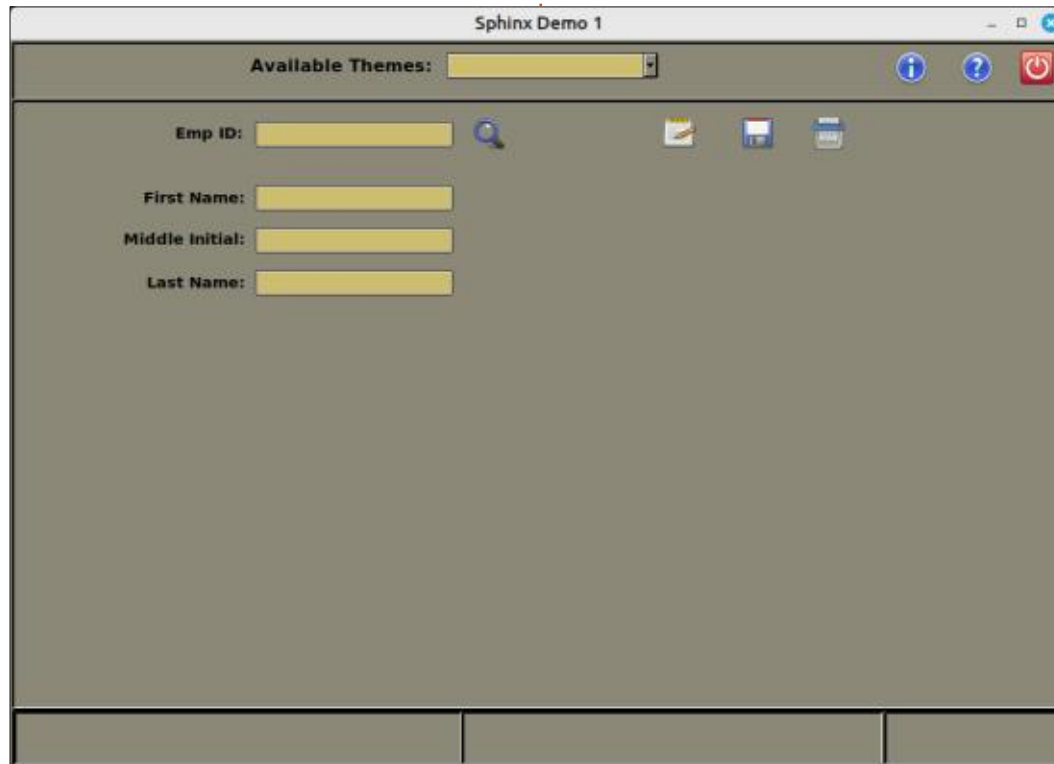 Sphinx Demo 1
Available Themes:
Emp ID:
First Name:
Middle Initial:
Last Name: